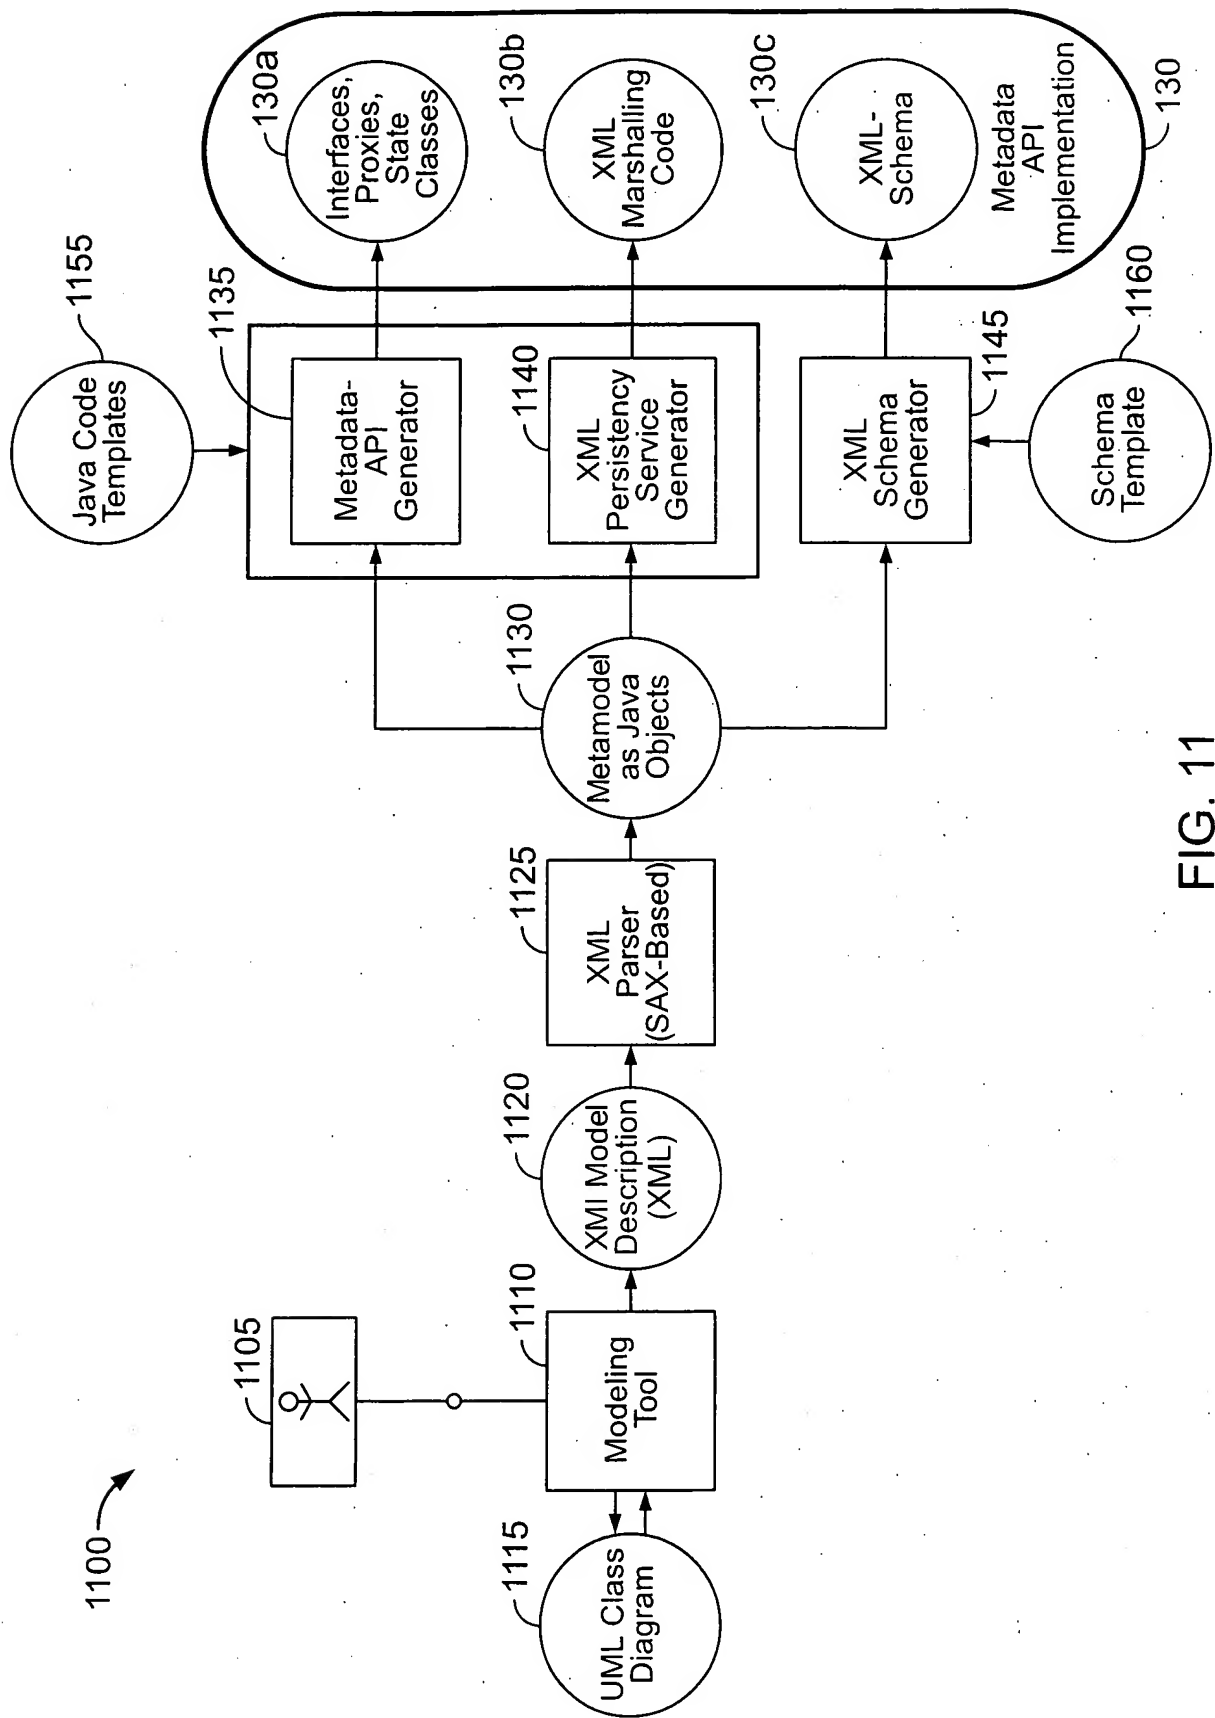 1100
1105
UML Class
Diagram
1115
Modeling
Tool
1110
XMI Model
Description
(XML)
1120
XML
Parser
(SAX-Based)
1125
Metamodel
as Java
Objects
1130
Java Code
Templates
1155
Metadata-
API
Generator
1135
XML
Persistency
Service
Generator
1140
XML
Schema
Generator
1145
Schema
Template
1160
Interfaces,
Proxies,
State
Classes
130a
XML
Marshalling
Code
130b
XML-
Schema
130c
Metadata
API
Implementation
130
FIG. 11